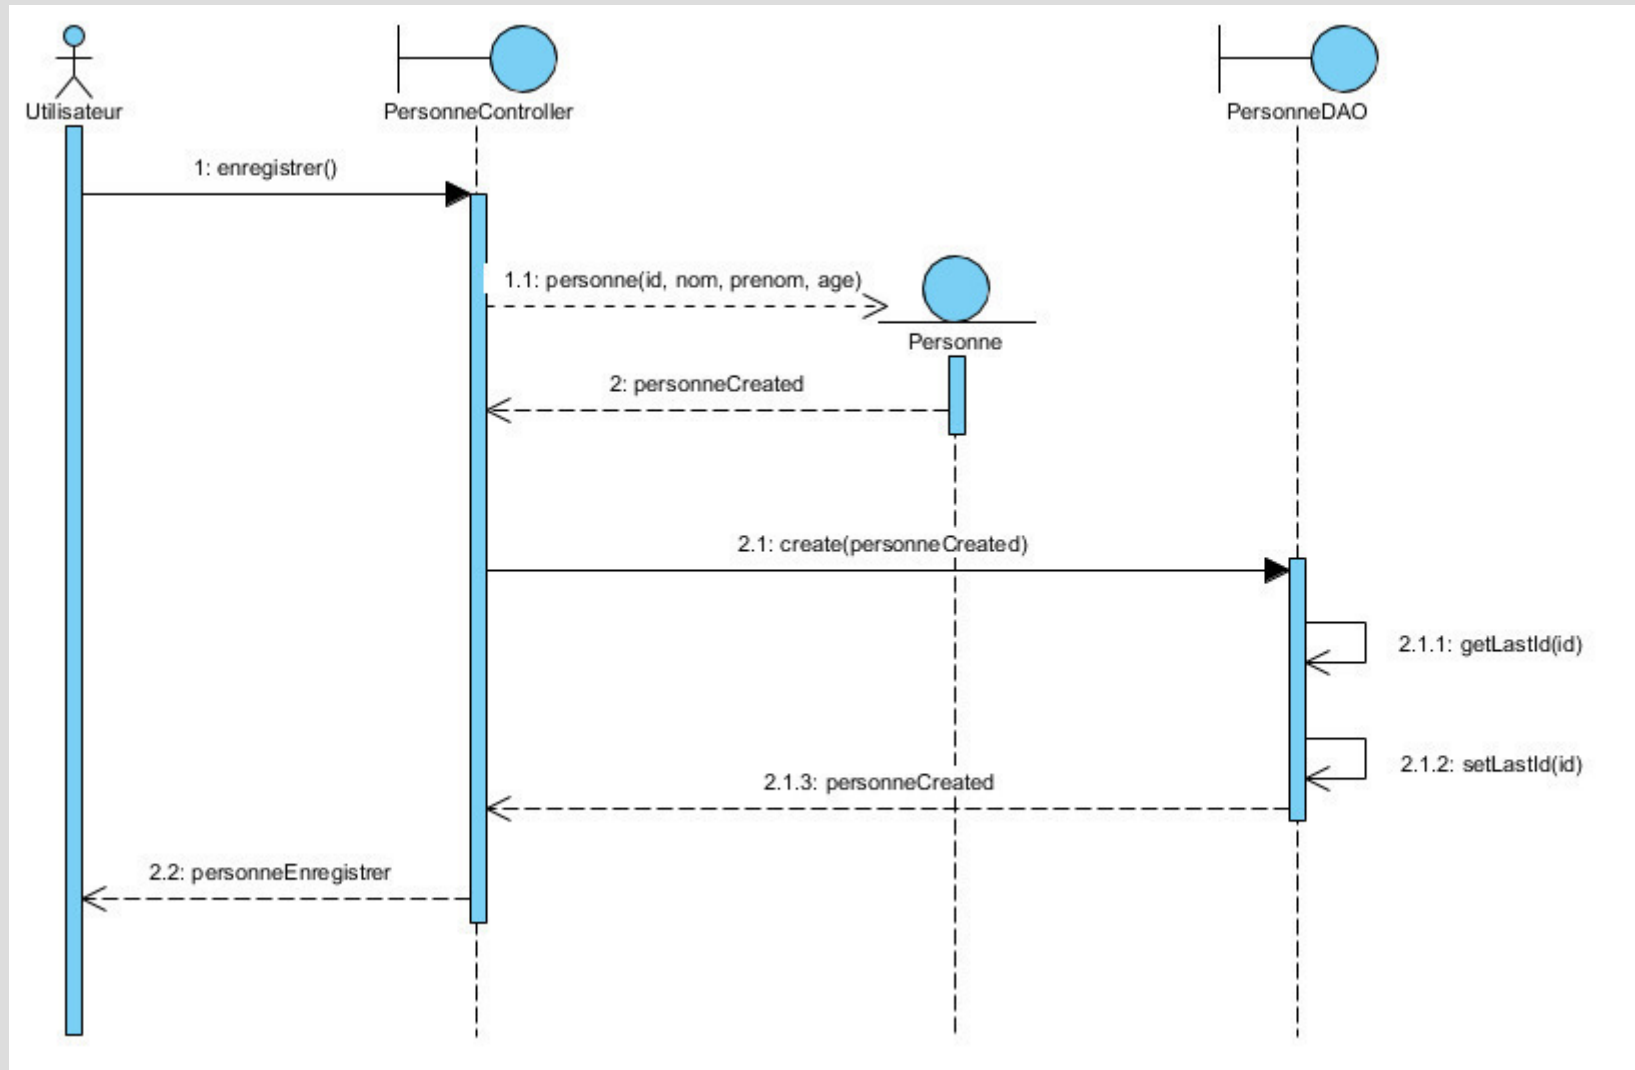 Utilisateur
PersonneController
PersonneDAO
1: enregistrer()
1.1: personne(id, nom, prenom, age)
Personne
2: personneCreated
2.1: create(personneCreated)
2.1.1: getLastId(id)
2.1.2: setLastId(id)
2.1.3: personneCreated
2.2: personneEnregistrer